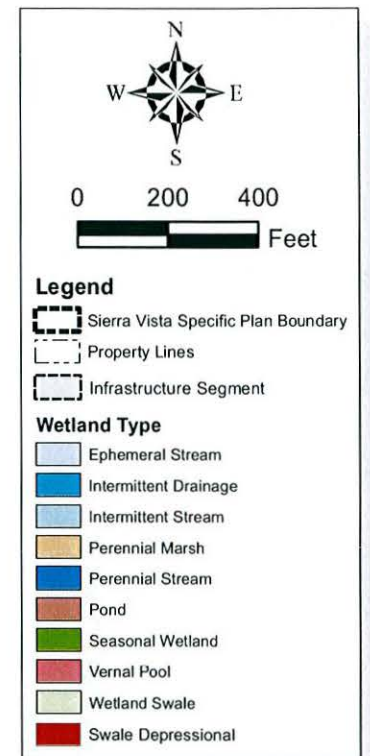 N
W E
S
0 200 400
Feet
Legend
Sierra Vista Specific Plan Boundary
Property Lines
Infrastructure Segment
Wetland Type
Ephemeral Stream
Intermittent Drainage
Intermittent Stream
Perennial Marsh
Perennial Stream
Pond
Seasonal Wetland
Vernal Pool
Wetland Swale
Swale Depressional